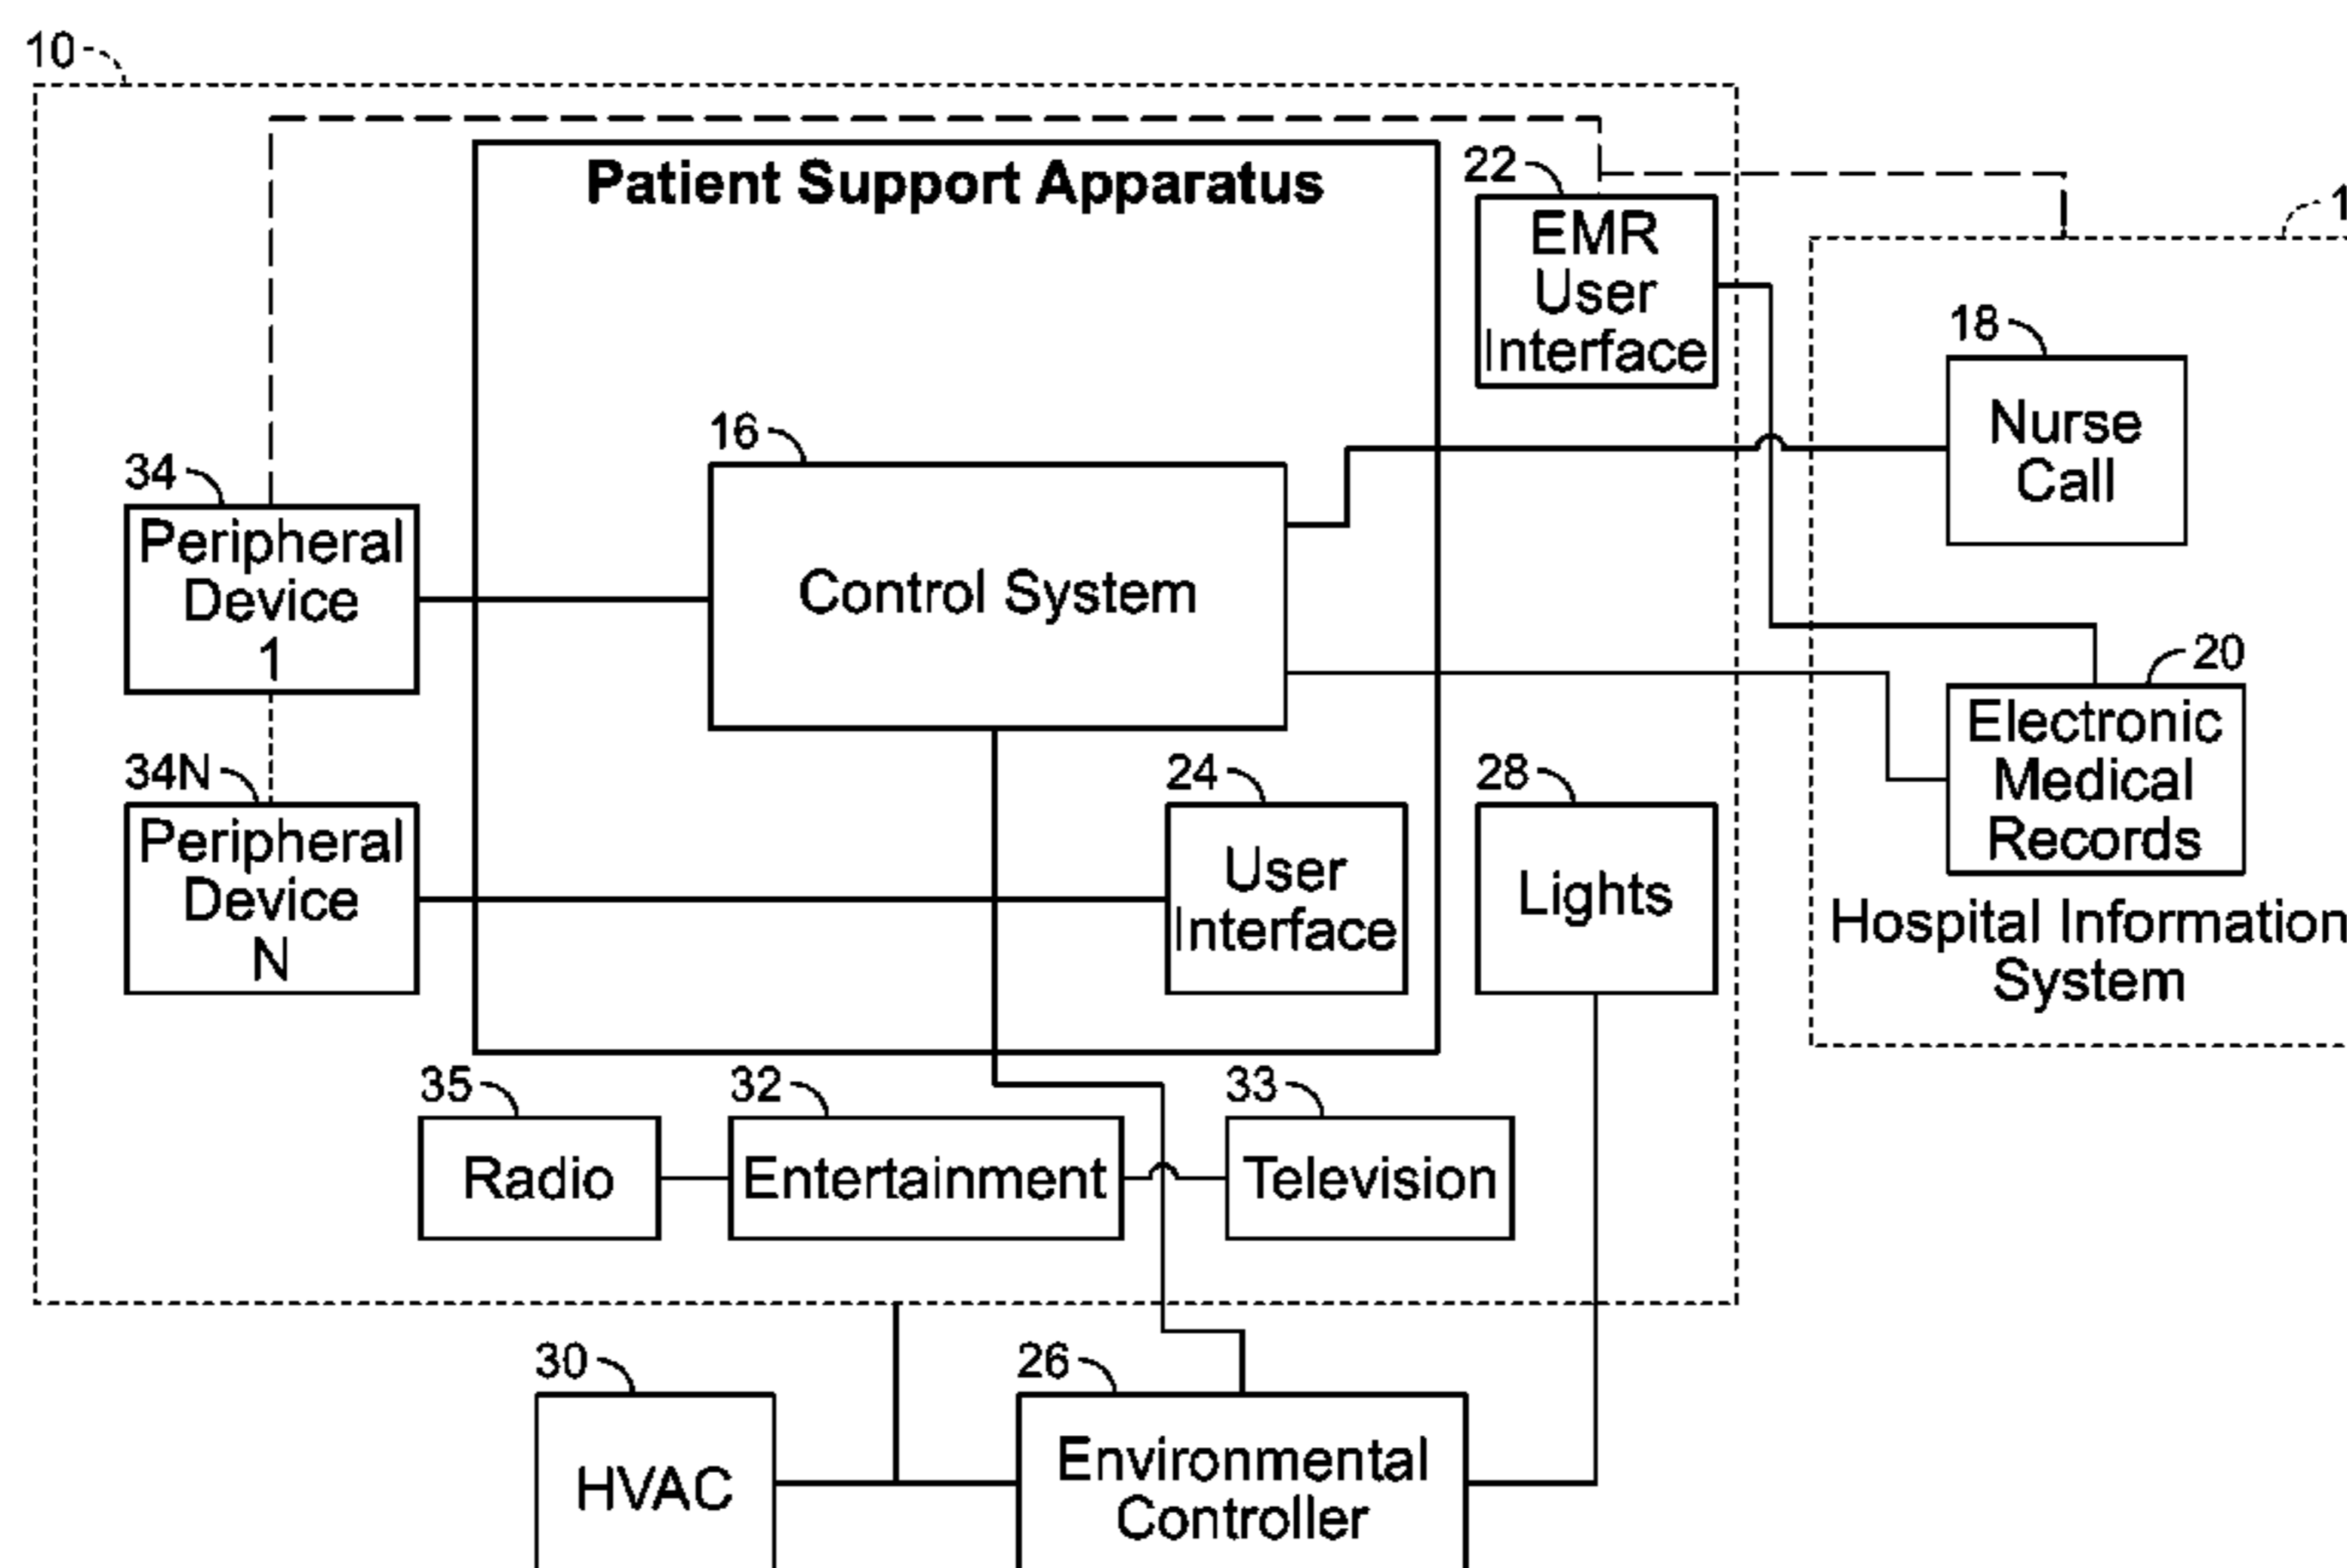 10
Patient Support Apparatus
22
EMR
User
Interface
1
18
Nurse
Call
16
Control System
34
Peripheral
Device
1
20
Electronic
Medical
Records
Hospital Information
System
34N
Peripheral
Device
N
24
User
Interface
28
Lights
35
Radio
32
Entertainment
33
Television
30
HVAC
26
Environmental
Controller